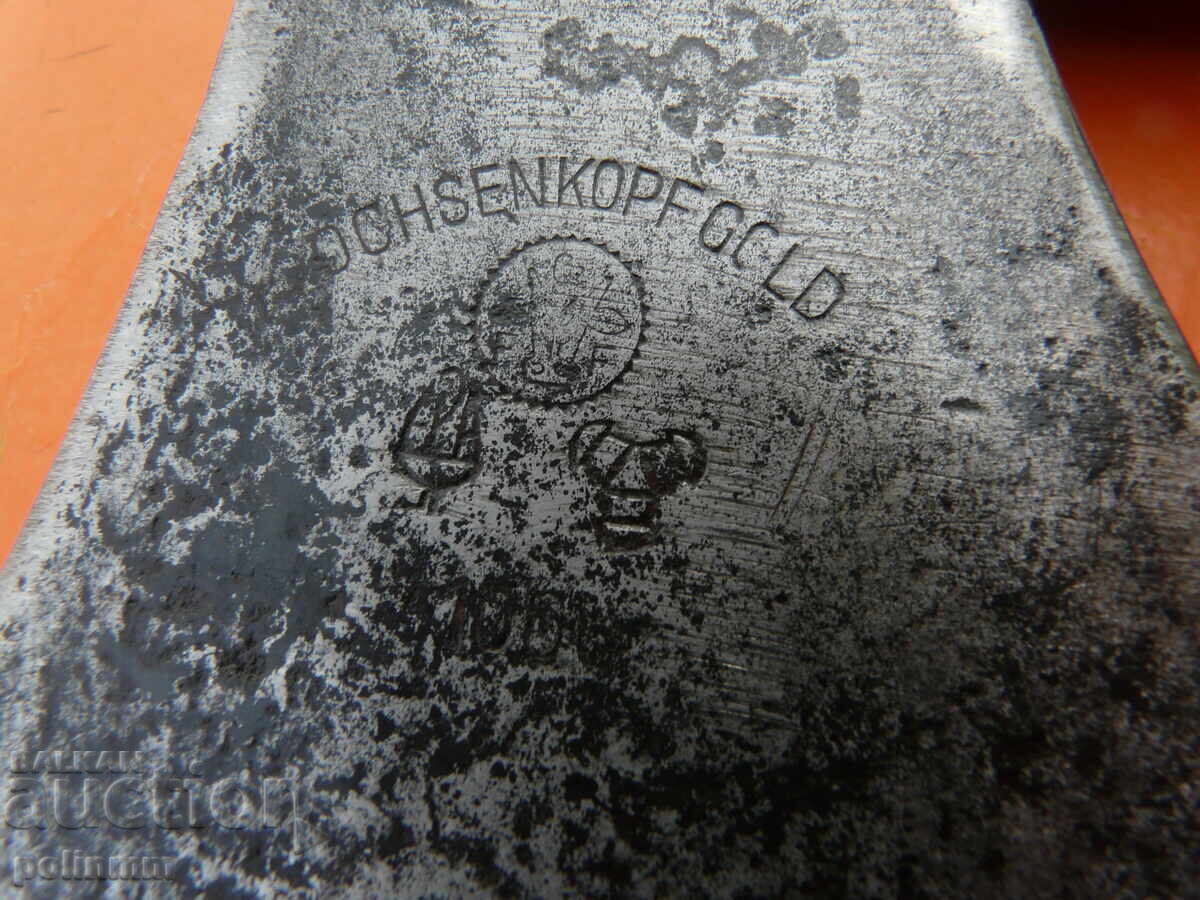 OCHSENKOPF GOLD
BALKAN
auction
polinmm